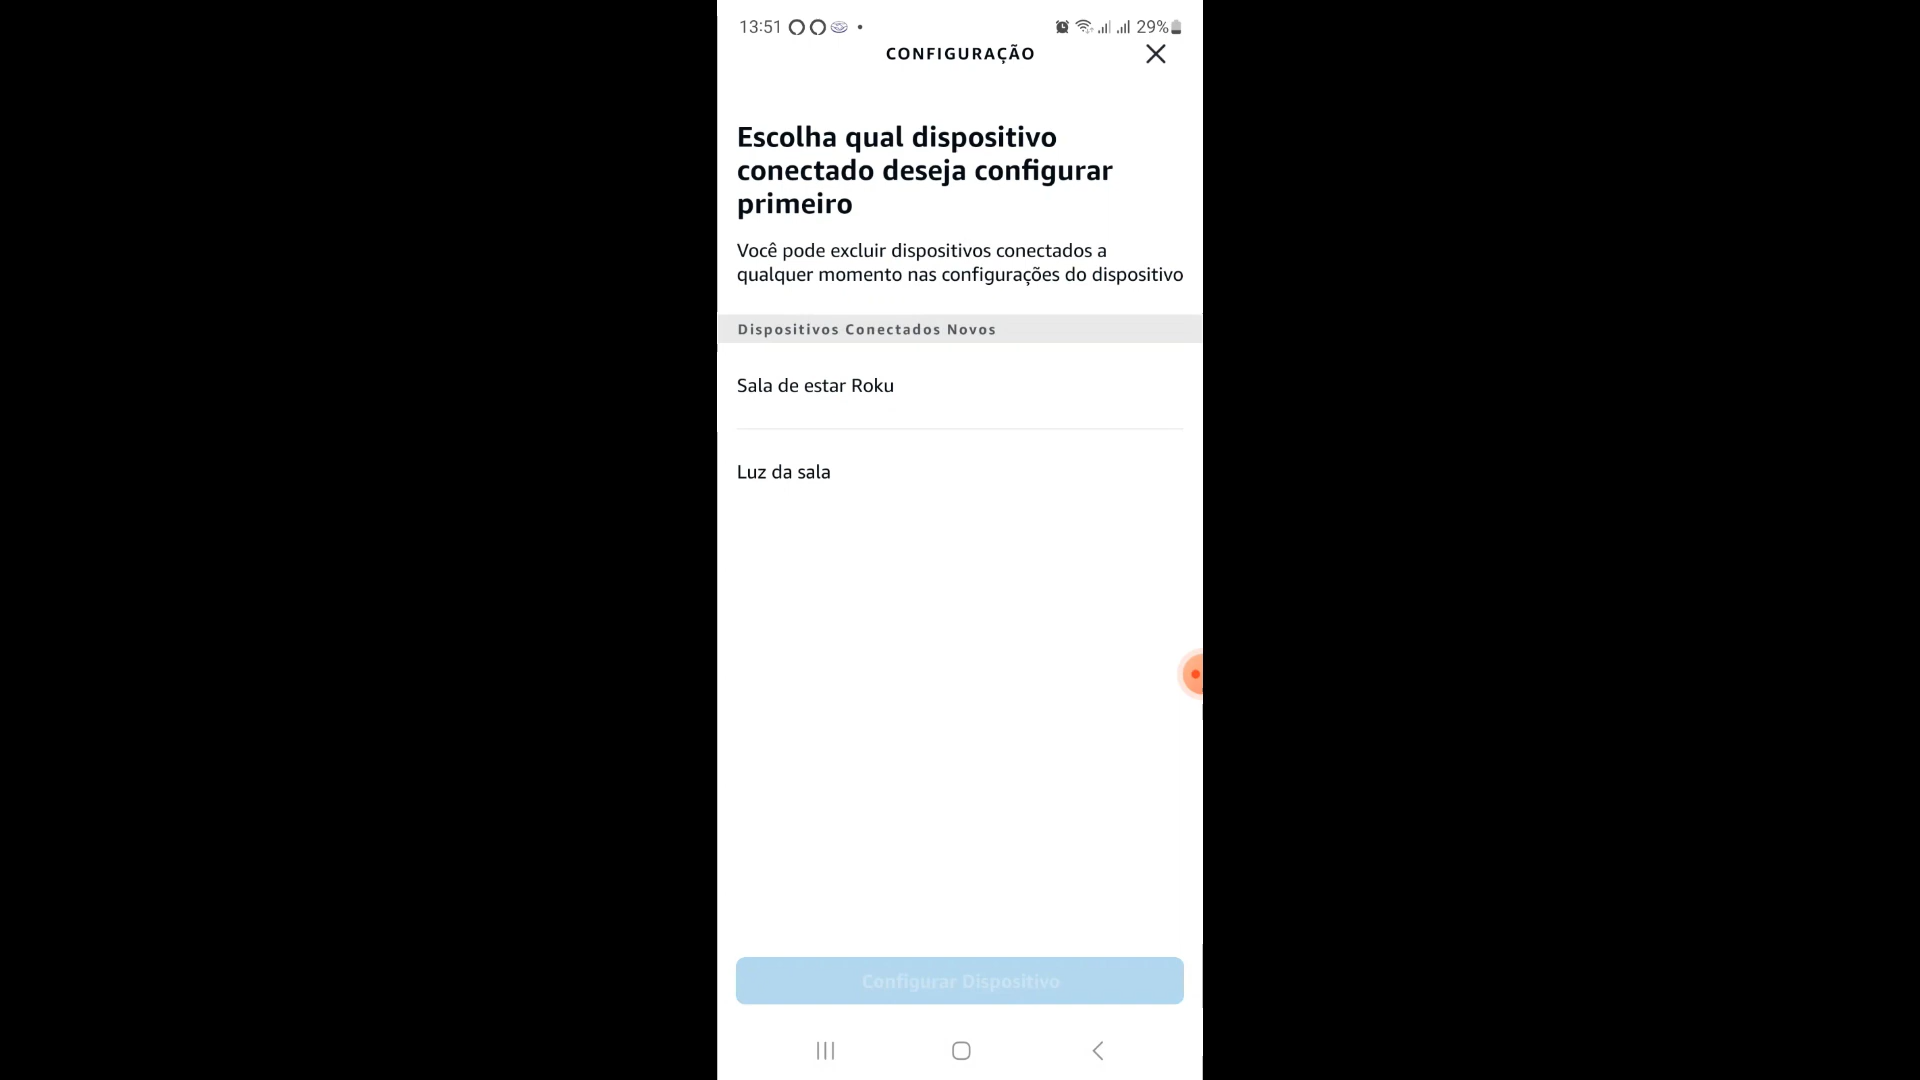 13:51
29%
CONFIGURAÇÃO
Escolha qual dispositivo
conectado deseja configurar
primeiro
Você pode excluir dispositivos conectados a
qualquer momento nas configurações do dispositivo
Dispositivos Conectados Novos
Sala de estar Roku
Luz da sala
Configurar Dispositivo